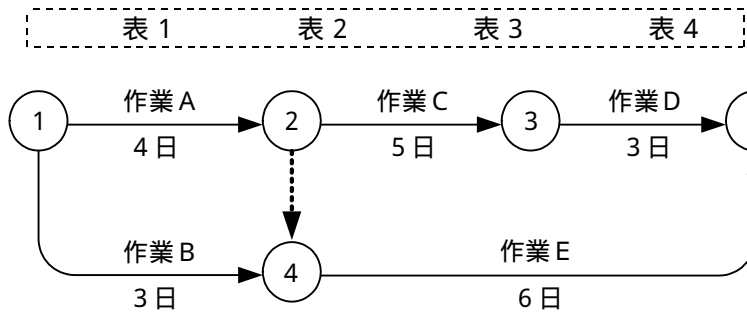 表 1 表 2 表 3 表 4
作業 A 作業 C 作業 D
1 2 3
4 日 5 日 3 日
作業 B 作業 E
4
3 日 6 日